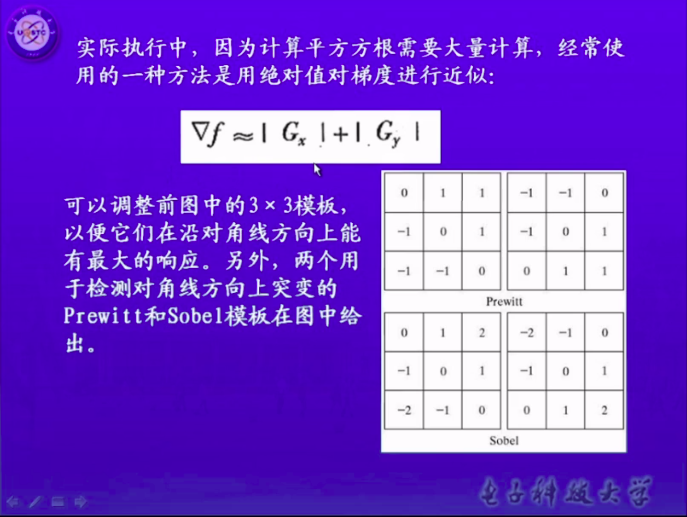 实际执行中，因为计算平方方根需要大量计算，经常使
用的一种方法是用绝对值对梯度进行近似：
∇f ≈ | Gx | + | Gy |
可以调整前图中的3×3模板，
以便它们在沿对角线方向上能
有最大的响应。另外，两个用
于检测对角线方向上突变的
Prewitt和Sobel模板在图中给
出。
0 1 1 -1 -1 0
-1 0 1 -1 0 1
-1 -1 0 0 1 1
Prewitt
0 1 2 -2 -1 0
-1 0 1 -1 0 1
-2 -1 0 0 1 2
Sobel
电子科技大学